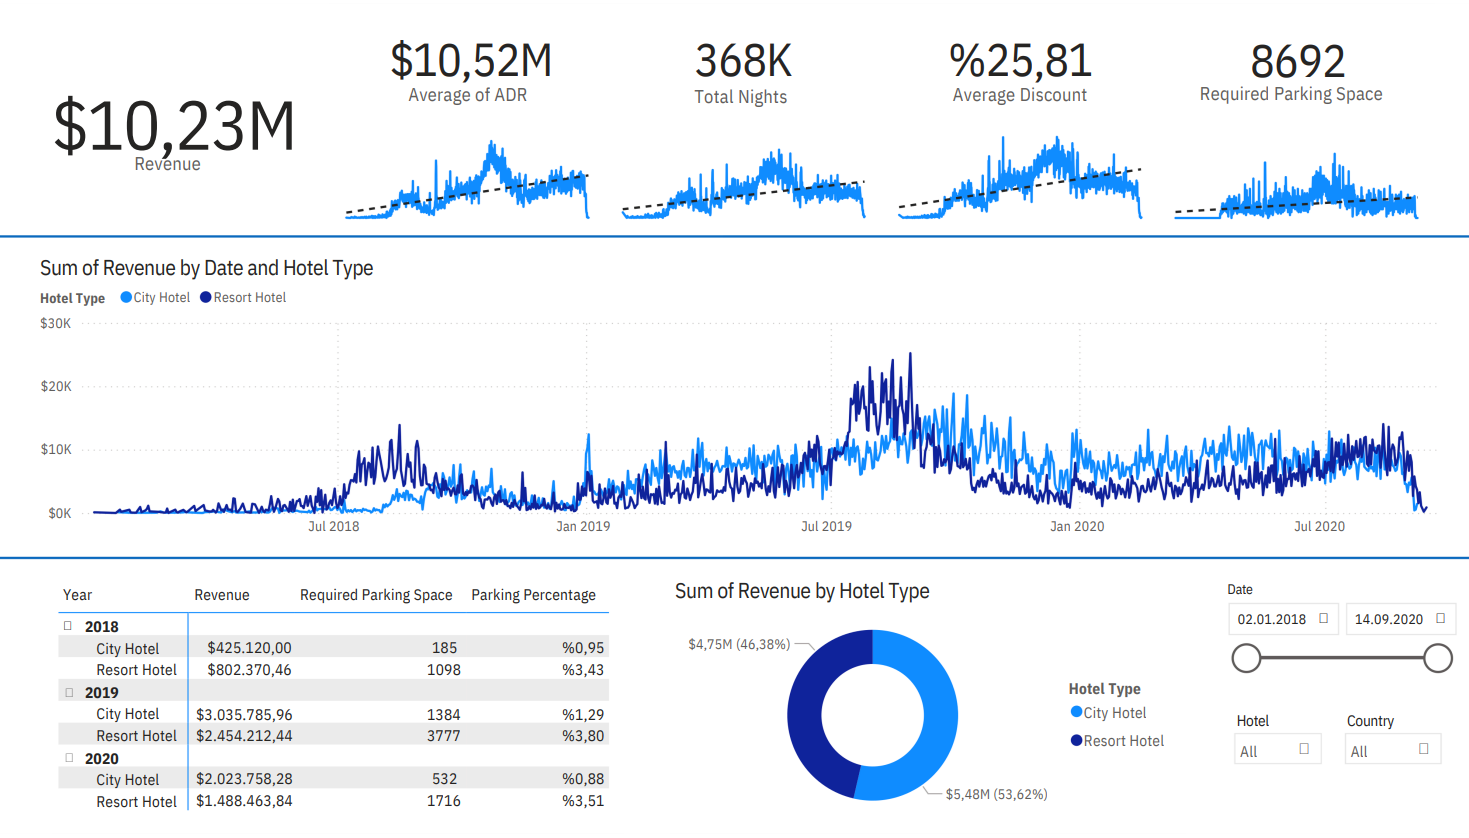 $10,23M
Revenue
$10,52M
Average of ADR
368K
Total Nights
%25,81
Average Discount
8692
Required Parking Space
Sum of Revenue by Date and Hotel Type
Hotel Type City Hotel Resort Hotel
$30K
$20K
$10K
$0K
Jul 2018 Jan 2019 Jul 2019 Jan 2020 Jul 2020
Year Revenue Required Parking Space Parking Percentage
2018
City Hotel $425.120,00 185 %0,95
Resort Hotel $802.370,46 1098 %3,43
2019
City Hotel $3.035.785,96 1384 %1,29
Resort Hotel $2.454.212,44 3777 %3,80
2020
City Hotel $2.023.758,28 532 %0,88
Resort Hotel $1.488.463,84 1716 %3,51
Sum of Revenue by Hotel Type
$4,75M (46,38%)
$5,48M (53,62%)
Hotel Type
City Hotel
Resort Hotel
Date
02.01.2018 14.09.2020
Hotel Country
All All